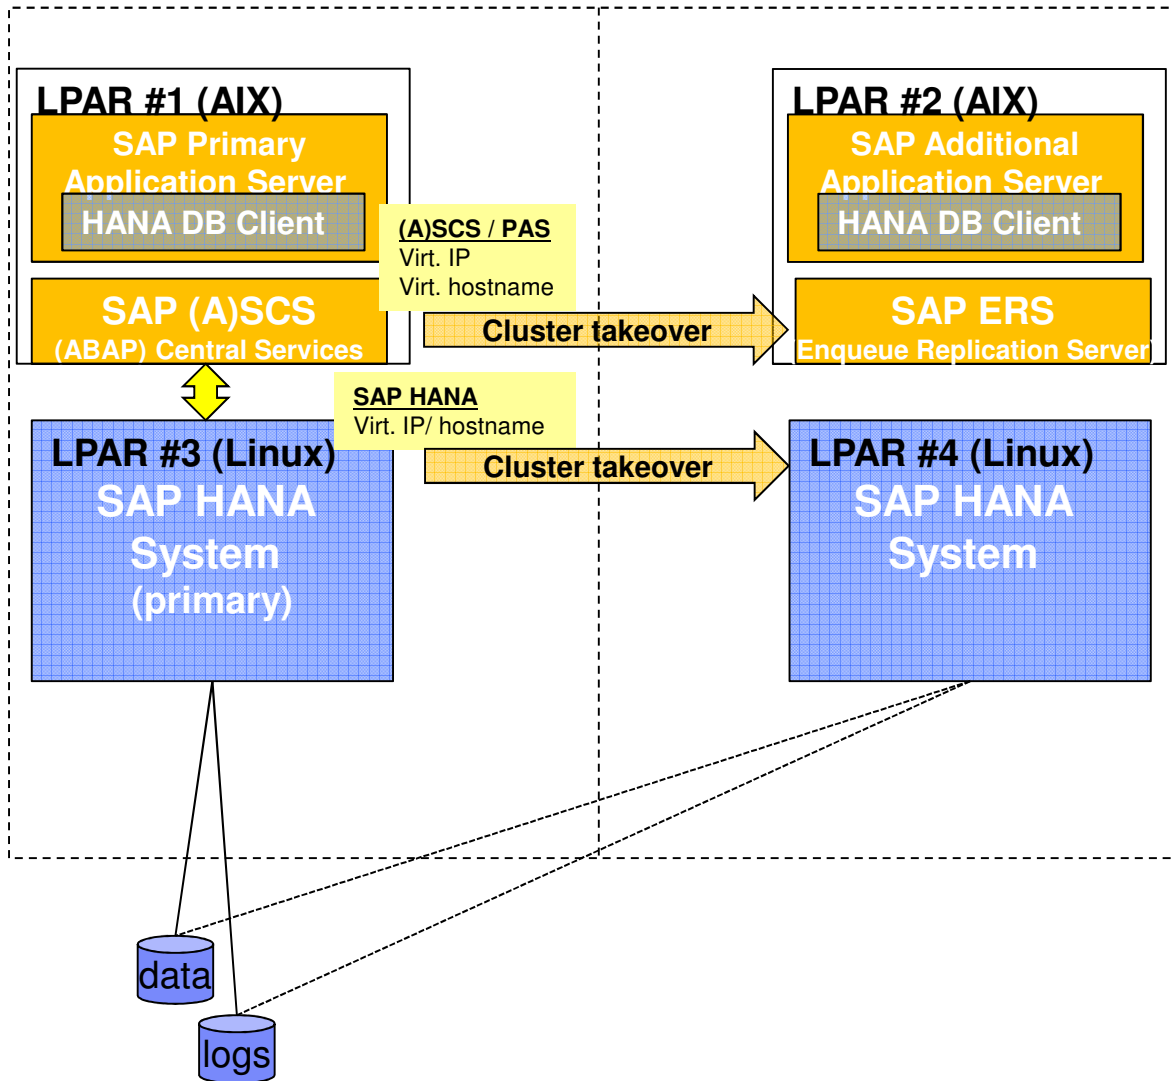 LPAR #1 (AIX)
SAP Primary
Application Server
HANA DB Client
SAP (A)SCS
(ABAP) Central Services
(A)SCS / PAS
Virt. IP
Virt. hostname
Cluster takeover
LPAR #2 (AIX)
SAP Additional
Application Server
HANA DB Client
SAP ERS
(Enqueue Replication Server)
LPAR #3 (Linux)
SAP HANA
System
(primary)
SAP HANA
Virt. IP/ hostname
Cluster takeover
LPAR #4 (Linux)
SAP HANA
System
data
logs